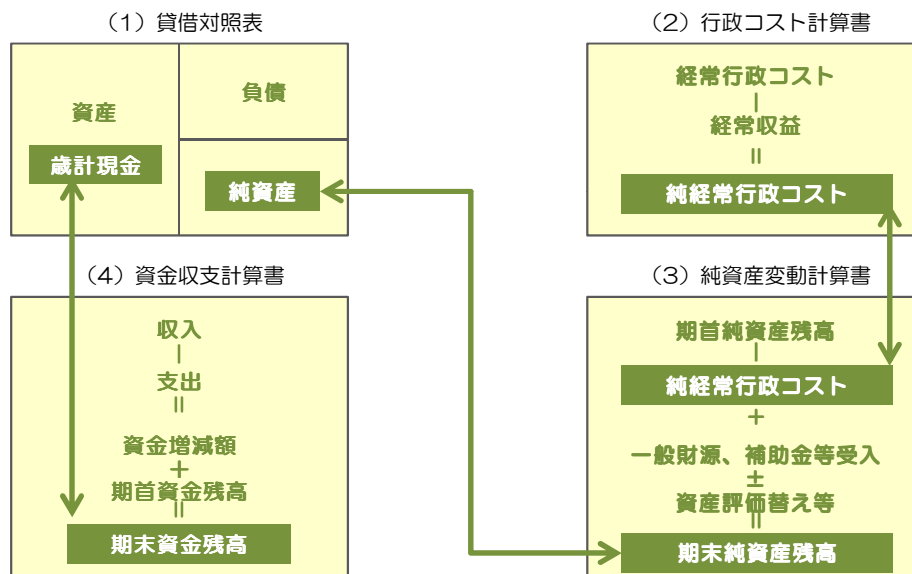 （1）貸借対照表
資産
歳計現金
負債
純資産
（2）行政コスト計算書
経常行政コスト
－
経常収益
＝
純経常行政コスト
（4）資金収支計算書
収入
－
支出
＝
資金増減額
＋
期首資金残高
＝
期末資金残高
（3）純資産変動計算書
期首純資産残高
－
純経常行政コスト
＋
一般財源、補助金等受入
±
資産評価替え等
＝
期末純資産残高